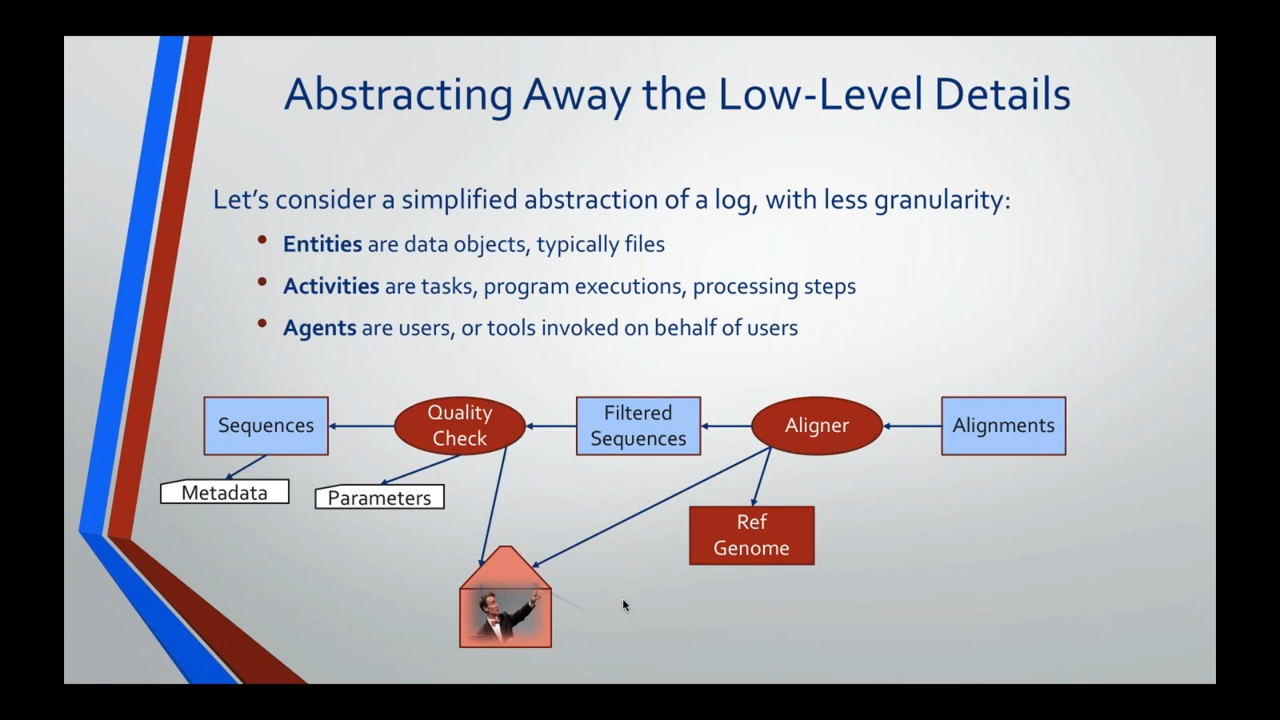 Abstracting Away the Low-Level Details
Let’s consider a simplified abstraction of a log, with less granularity:
• Entities are data objects, typically files
• Activities are tasks, program executions, processing steps
• Agents are users, or tools invoked on behalf of users
Sequences
Quality
Check
Filtered
Sequences
Aligner
Alignments
Metadata
Parameters
Ref
Genome